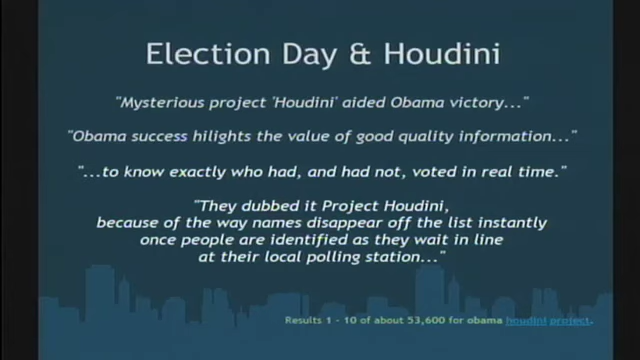 Election Day & Houdini
"Mysterious project 'Houdini' aided Obama victory..."
"Obama success hilights the value of good quality information..."
"...to know exactly who had, and had not, voted in real time."
"They dubbed it Project Houdini,
because of the way names disappear off the list instantly
once people are identified as they wait in line
at their local polling station..."
Results 1 - 10 of about 53,600 for obama houdini project.